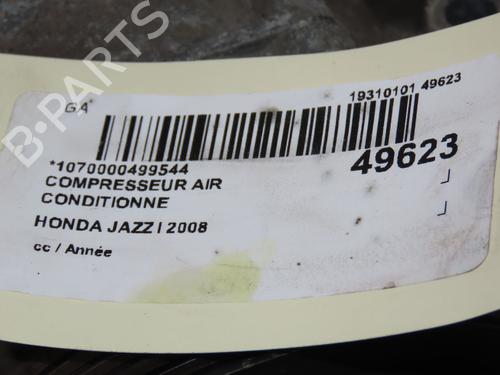 GA
19310101 49623
*1070000499544
49623
COMPRESSEUR AIR
CONDITIONNE
HONDA JAZZ I 2008
cc / Année
B-PARTS